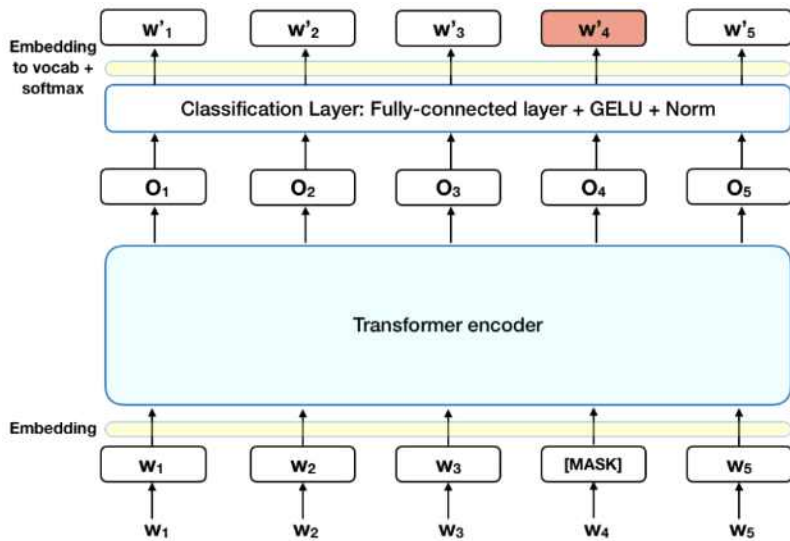 w'₁ w'₂ w'₃ w'₄ w'₅
Embedding
to vocab +
softmax
Classification Layer: Fully-connected layer + GELU + Norm
O₁ O₂ O₃ O₄ O₅
Transformer encoder
Embedding
W₁ W₂ W₃ [MASK] W₅
W₁ W₂ W₃ W₄ W₅